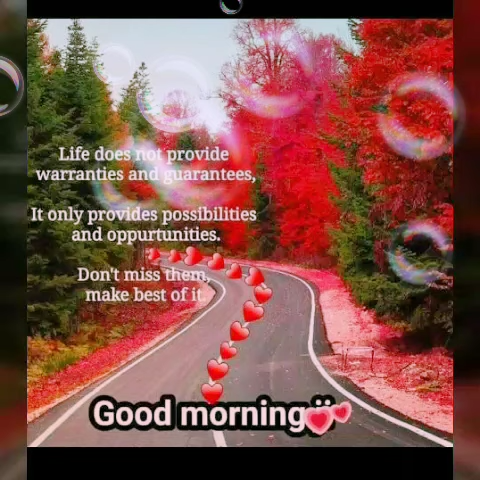 Life does not provide
warranties and guarantees,
It only provides possibilities
and oppurtunities.
Don't miss them,
make best of it.
Good morning